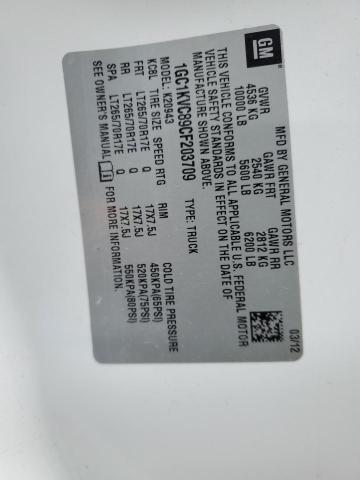 GM
MFD BY GENERAL MOTORS LLC 03/12
GVWR GAWR FRT GAWR RR
4536 KG 2540 KG 2812 KG
10000 LB 5600 LB 6200 LB
THIS VEHICLE CONFORMS TO ALL APPLICABLE U.S. FEDERAL MOTOR
VEHICLE SAFETY STANDARDS IN EFFECT ON THE DATE OF
MANUFACTURE SHOWN ABOVE.
1GC1KVC89CF203709 TYPE: TRUCK
MODEL: K20943
KC8L TIRE SIZE SPEED RTG RIM COLD TIRE PRESSURE
FRT LT265/70R17E Q 17X7.5J 450KPA(65PSI)
RR LT265/70R17E Q 17X7.5J 520KPA(75PSI)
SPA LT265/70R17E Q 17X7.5J 550KPA(80PSI)
SEE OWNER'S MANUAL